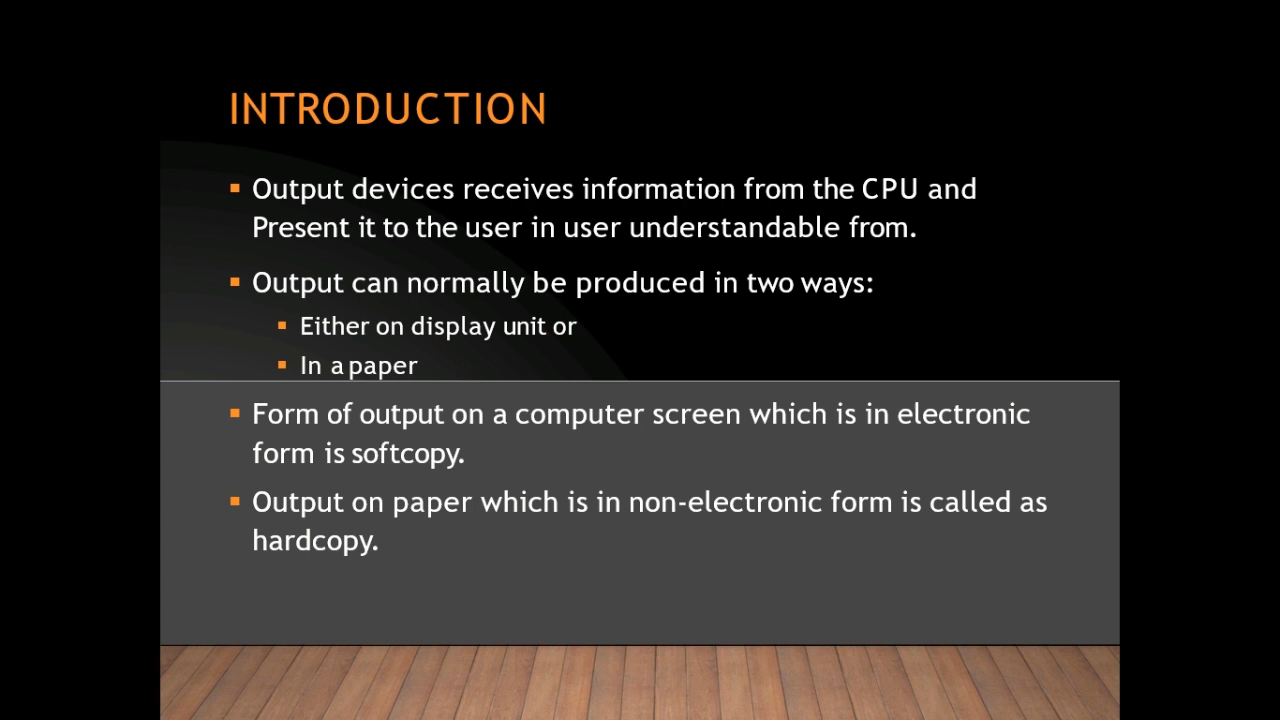 INTRODUCTION
Output devices receives information from the CPU and
Present it to the user in user understandable from.
Output can normally be produced in two ways:
Either on display unit or
In a paper
Form of output on a computer screen which is in electronic
form is softcopy.
Output on paper which is in non-electronic form is called as
hardcopy.